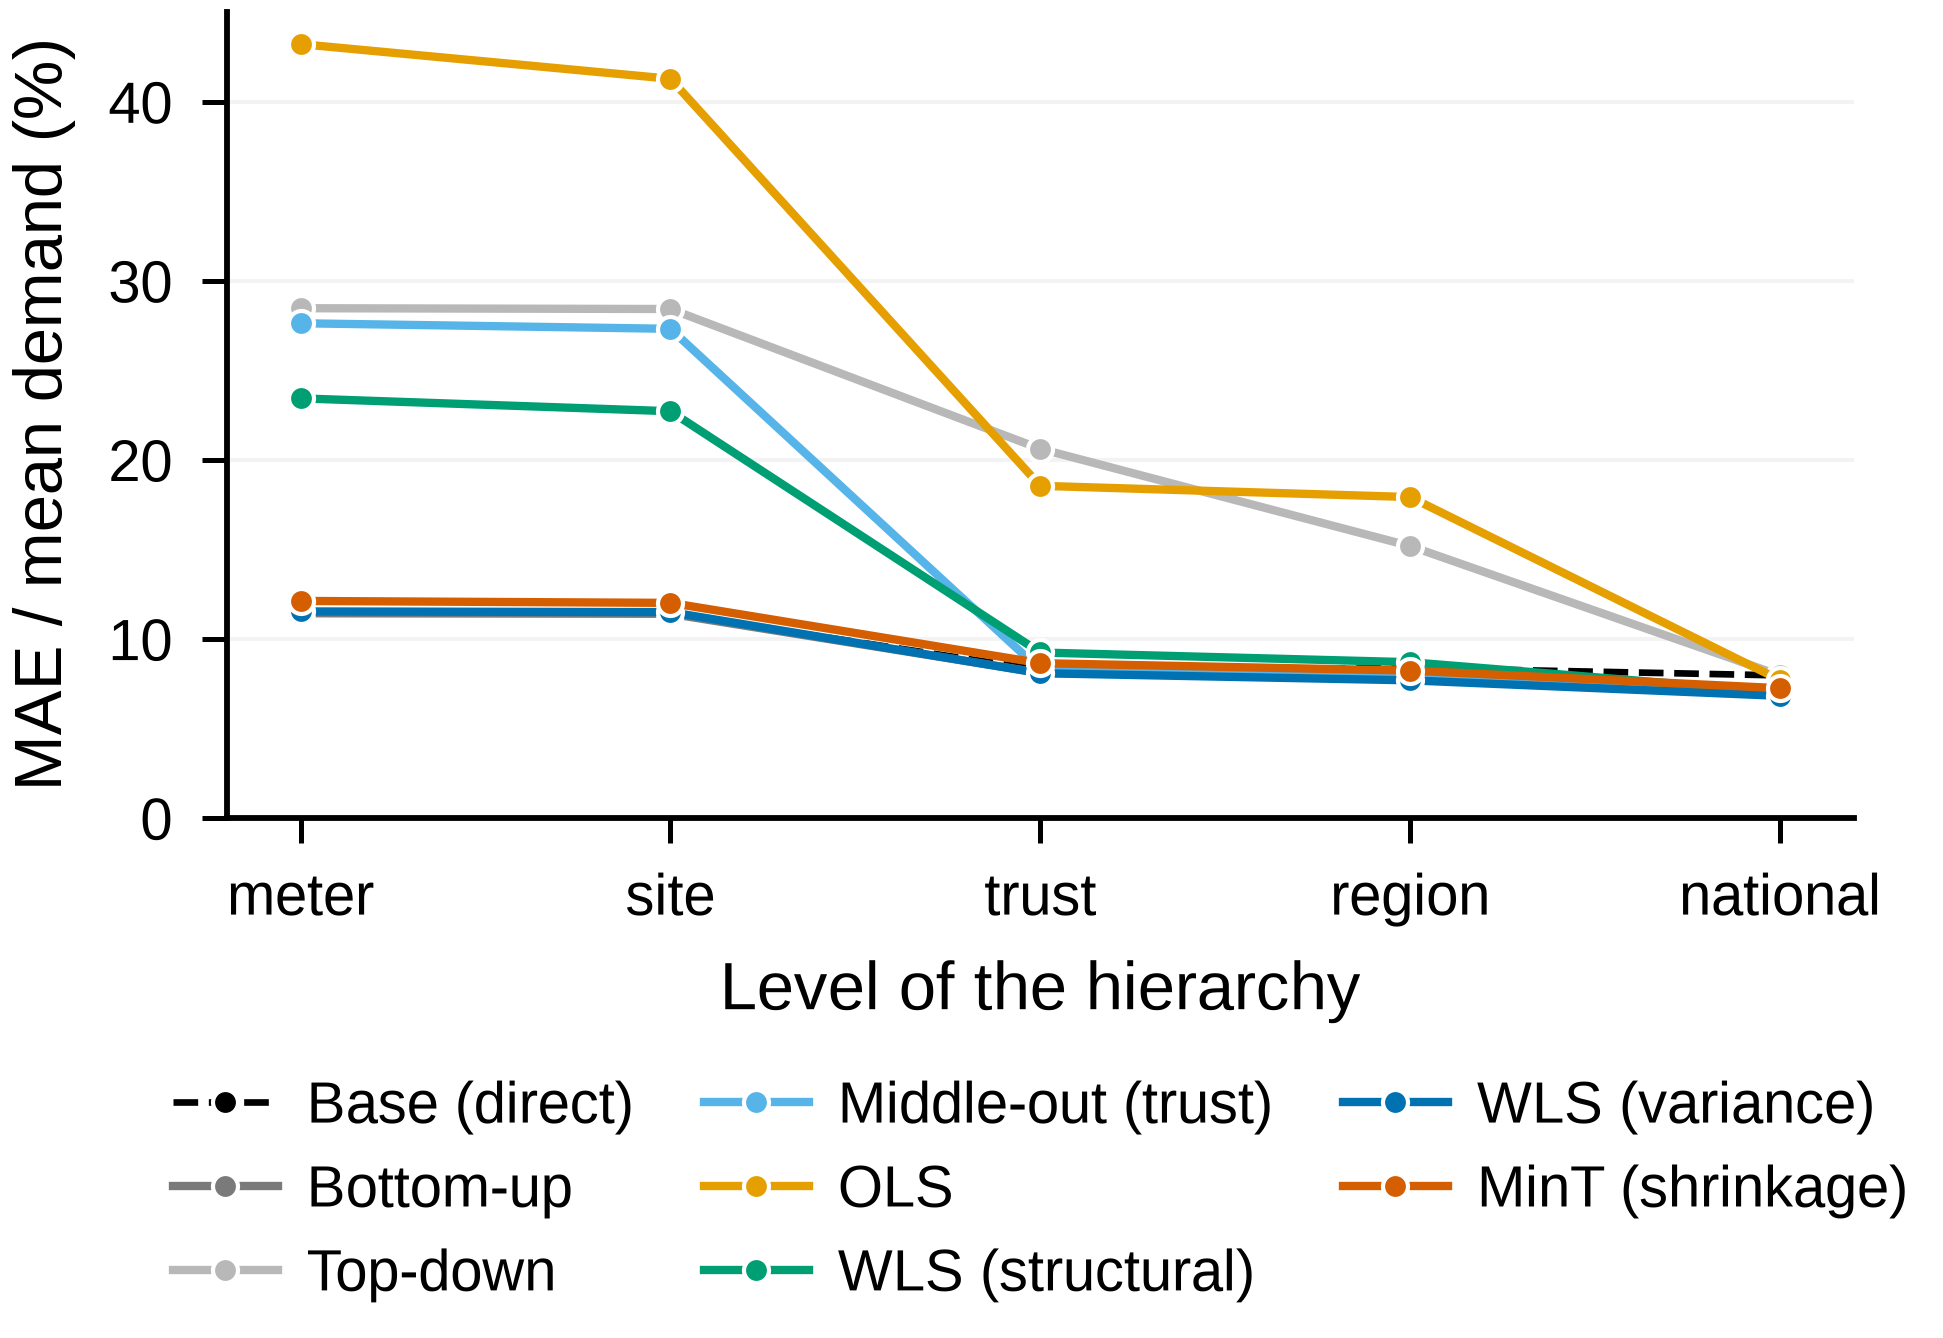 MAE / mean demand (%)
40
30
20
10
0
meter site trust region national
Level of the hierarchy
Base (direct)
Bottom-up
Top-down
Middle-out (trust)
OLS
WLS (structural)
WLS (variance)
MinT (shrinkage)